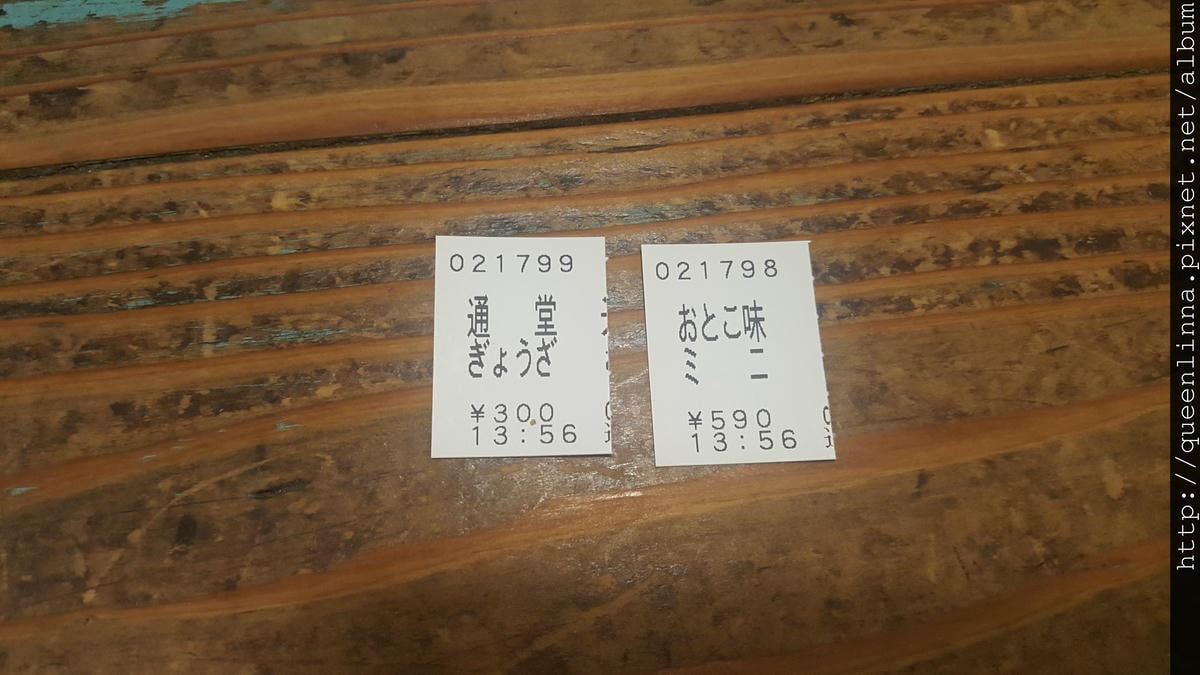 021799
通 堂
ぎょうざ
¥300
13:56
021798
おとこ味
ミ ニ
¥590
13:56
http://queenlinna.pixnet.net/album